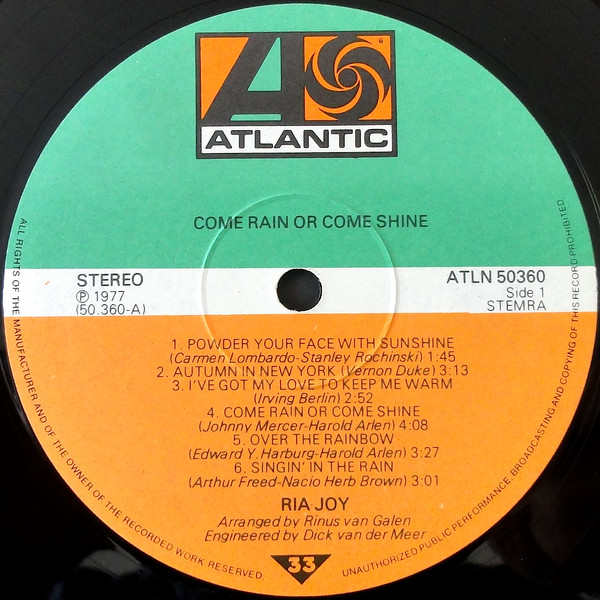 ATLANTIC
COME RAIN OR COME SHINE
STEREO
℗ 1977
(50.360-A)
ATLN 50360
Side 1
STEMRA
1. POWDER YOUR FACE WITH SUNSHINE
(Carmen Lombardo-Stanley Rochinski) 1:45
2. AUTUMN IN NEW YORK (Vernon Duke) 3:13
3. I'VE GOT MY LOVE TO KEEP ME WARM
(Irving Berlin) 2:52
4. COME RAIN OR COME SHINE
(Johnny Mercer-Harold Arlen) 4:08
5. OVER THE RAINBOW
(Edward Y. Harburg-Harold Arlen) 3:27
6. SINGIN' IN THE RAIN
(Arthur Freed-Nacio Herb Brown) 3:01
RIA JOY
Arranged by Rinus van Galen
Engineered by Dick van der Meer
33
ALL RIGHTS OF THE MANUFACTURER AND OF THE OWNER OF THE RECORDED WORK RESERVED.
UNAUTHORIZED PUBLIC PERFORMANCE, BROADCASTING AND COPYING OF THIS RECORD PROHIBITED